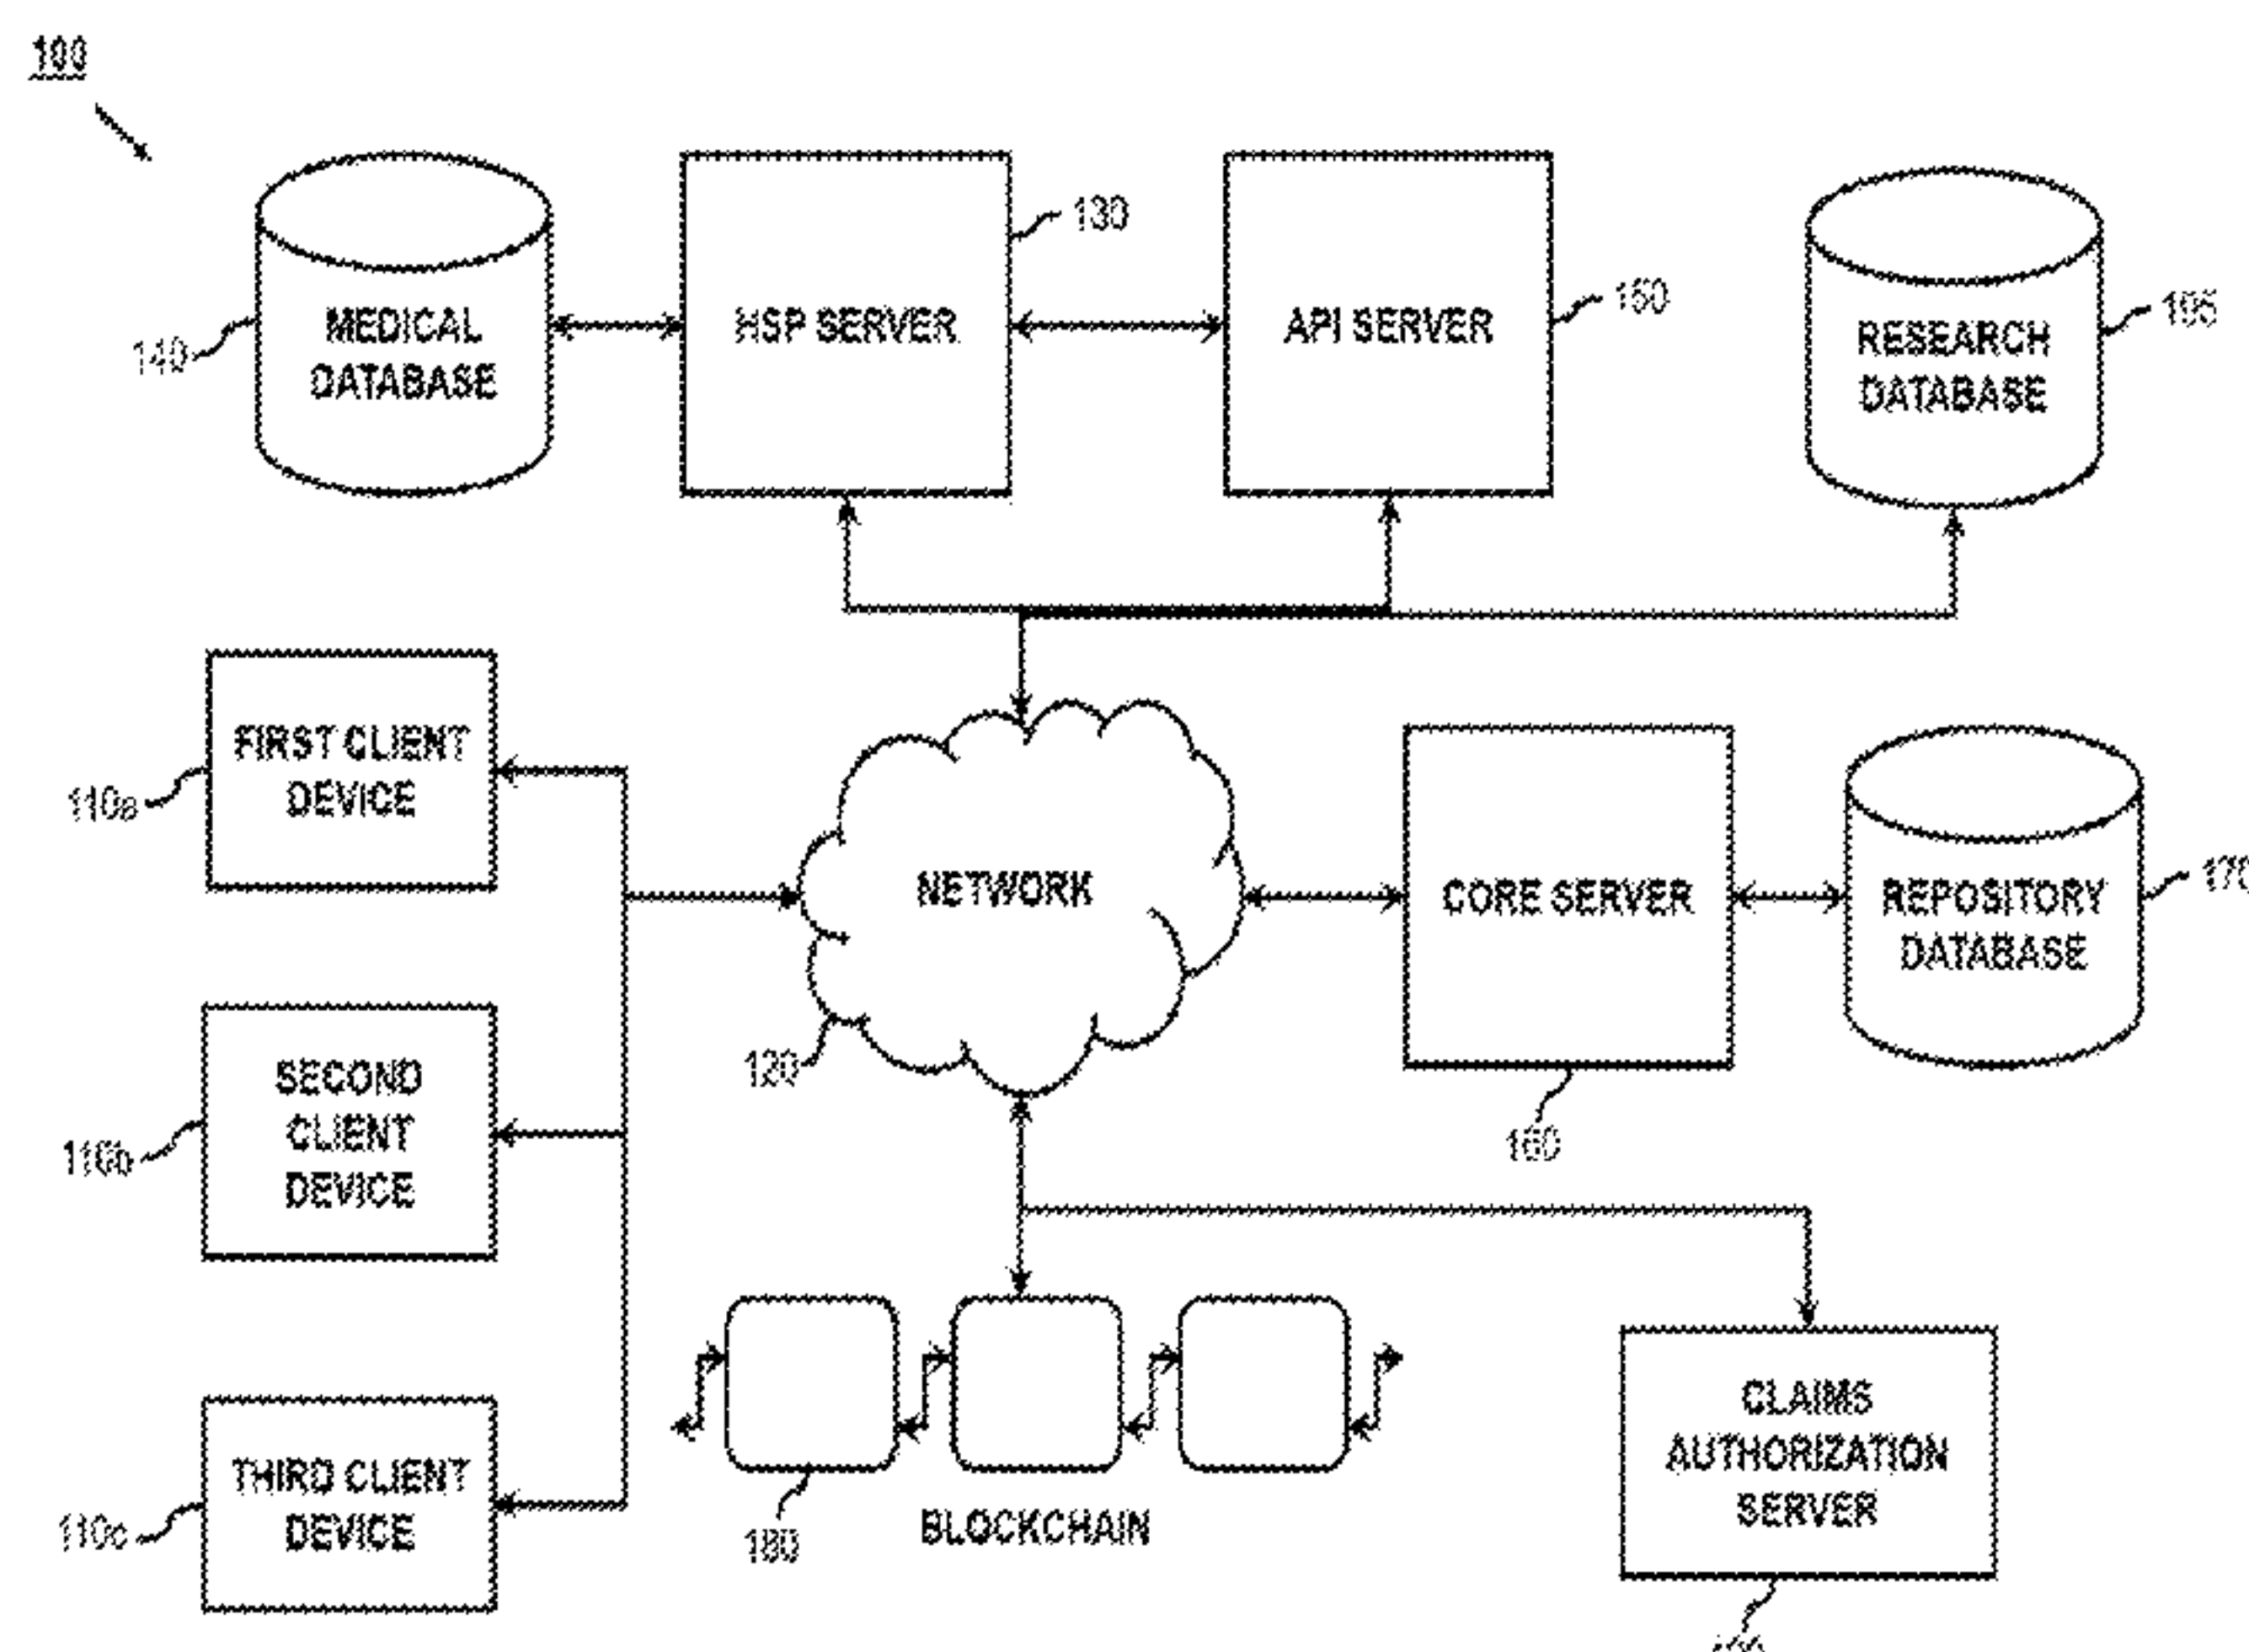 100
130
MEDICAL
DATABASE
140
HSP SERVER
API SERVER
150
RESEARCH
DATABASE
105
FIRST CLIENT
DEVICE
110a
NETWORK
120
CORE SERVER
160
REPOSITORY
DATABASE
170
SECOND
CLIENT
DEVICE
110b
THIRD CLIENT
DEVICE
110c
180
BLOCKCHAIN
CLAIMS
AUTHORIZATION
SERVER